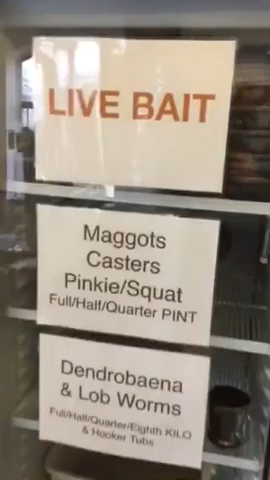 LIVE BAIT
Maggots
Casters
Pinkie/Squat
Full/Half/Quarter PINT
Dendrobaena
& Lob Worms
Full/Half/Quarter/Eighth KILO
& Hooker Tubs